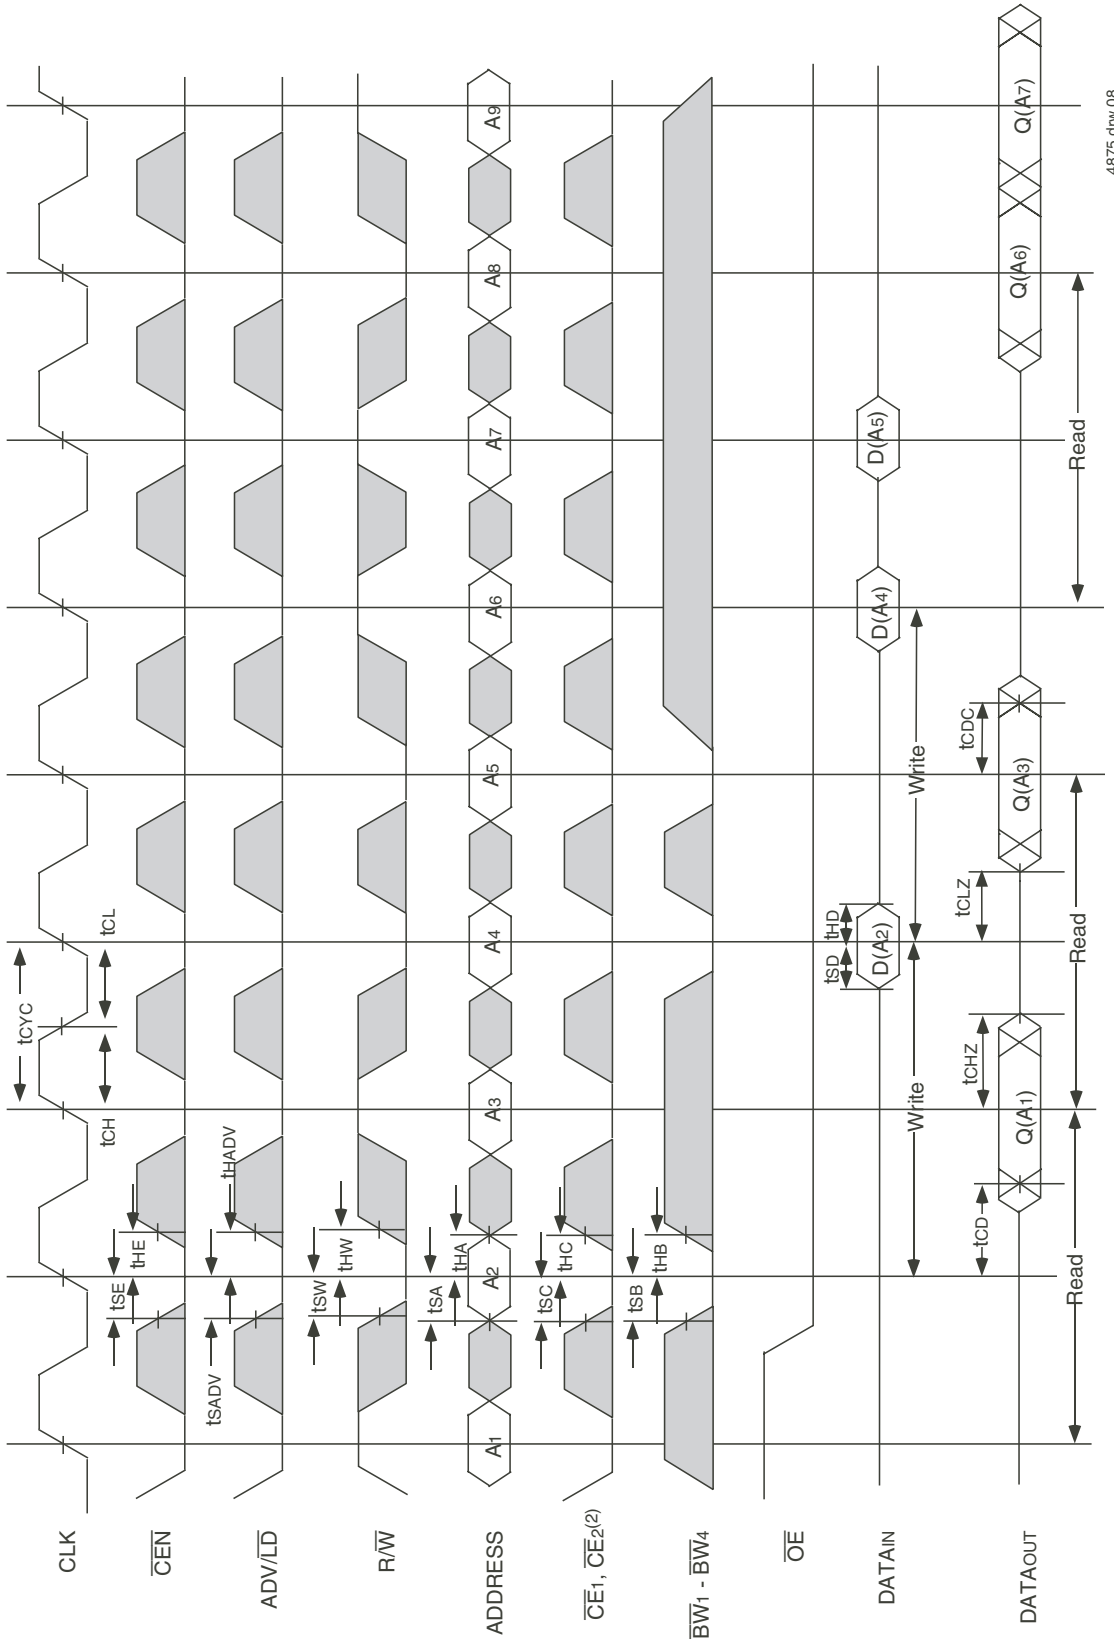 CLK
tCYC
tCH
tCL
CEN
tSE
tHE
ADV/LD
tSADV
tHADV
R/W
tSW
tHW
ADDRESS
A1
A2
A3
A4
A5
A6
A7
A8
A9
tSA
tHA
CE1, CE2(2)
tSC
tHC
BW1 - BW4
tSB
tHB
OE
DATAIN
tSD
tHD
D(A2)
D(A4)
D(A5)
Write
Write
DATAOUT
tCD
Q(A1)
tCHZ
tCLZ
Q(A3)
tCDC
Q(A6)
Q(A7)
Read
Read
Read
4875 drw 08